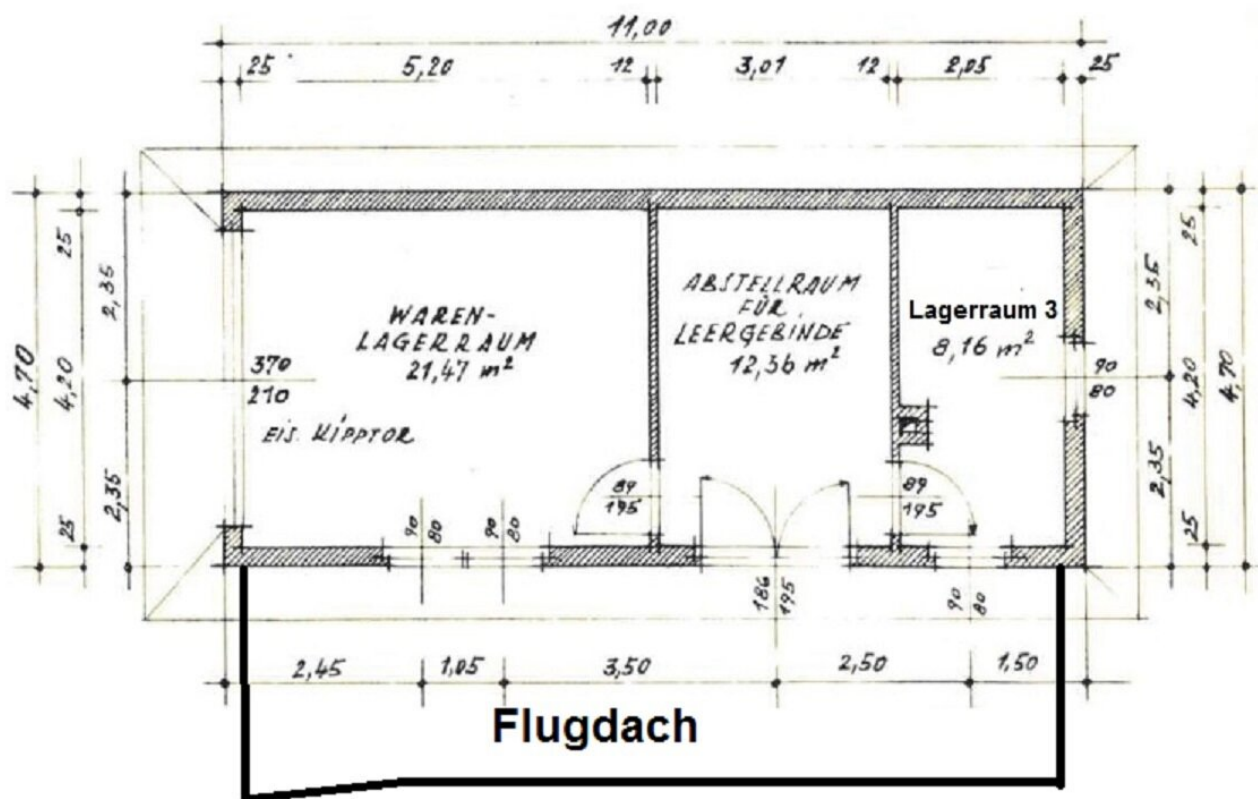 11,00
25 5,20 12 3,01 12 2,05 25
4,70
25 4,20 25
2,35 2,35
WAREN-
LAGERRAUM
21,47 m²
370
210
EIS. KIPPTOR
ABSTELLRAUM
FÜR
LEERGEBINDE
12,36 m²
Lagerraum 3
8,16 m²
90
80
2,35 2,35
25 4,20 25
4,70
89
195
89
195
90
80
90
80
186
195
90
80
2,45 1,05 3,50 2,50 1,50
Flugdach